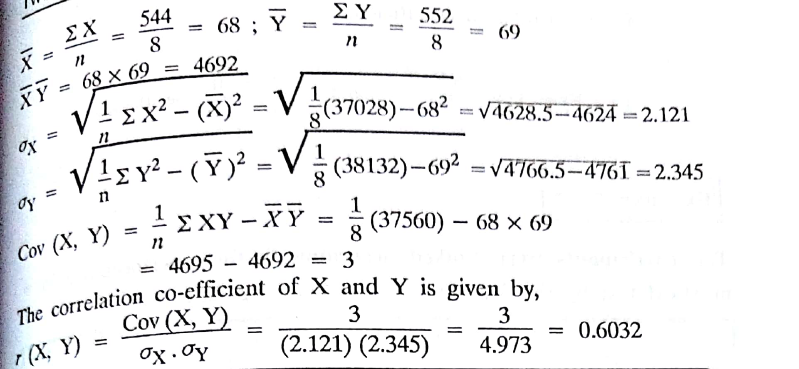 X̄ = ΣX/n = 544/8 = 68 ; Ȳ = ΣY/n = 552/8 = 69
X̄Ȳ = 68 × 69 = 4692
σX = √(1/n ΣX² – (X̄)²) = √(1/8(37028)–68²) = √4628.5–4624 = 2.121
σY = √(1/n ΣY² – (Ȳ)²) = √(1/8 (38132)–69²) = √4766.5–4761 = 2.345
Cov (X, Y) = 1/n ΣXY – X̄Ȳ = 1/8 (37560) – 68 × 69
= 4695 – 4692 = 3
The correlation co-efficient of X and Y is given by,
r (X, Y) = Cov (X, Y)/σX . σY = 3/(2.121) (2.345) = 3/4.973 = 0.6032